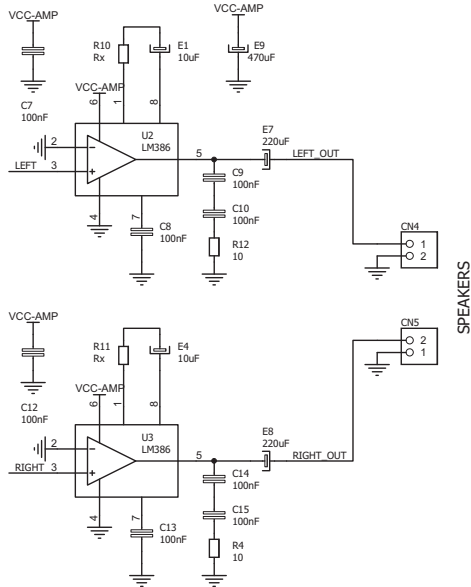 VCC-AMP
VCC-AMP
R10
Rx
E1
10uF
E9
470uF
C7
100nF
VCC-AMP
6
1
8
U2
LM386
2
LEFT
3
5
E7
220uF
LEFT_OUT
4
7
C8
100nF
C9
100nF
C10
100nF
R12
10
CN4
1
2
SPEAKERS
VCC-AMP
R11
Rx
E4
10uF
CN5
2
1
C12
100nF
VCC-AMP
6
1
8
U3
LM386
2
RIGHT
3
5
E8
220uF
RIGHT_OUT
4
7
C13
100nF
C14
100nF
C15
100nF
R4
10